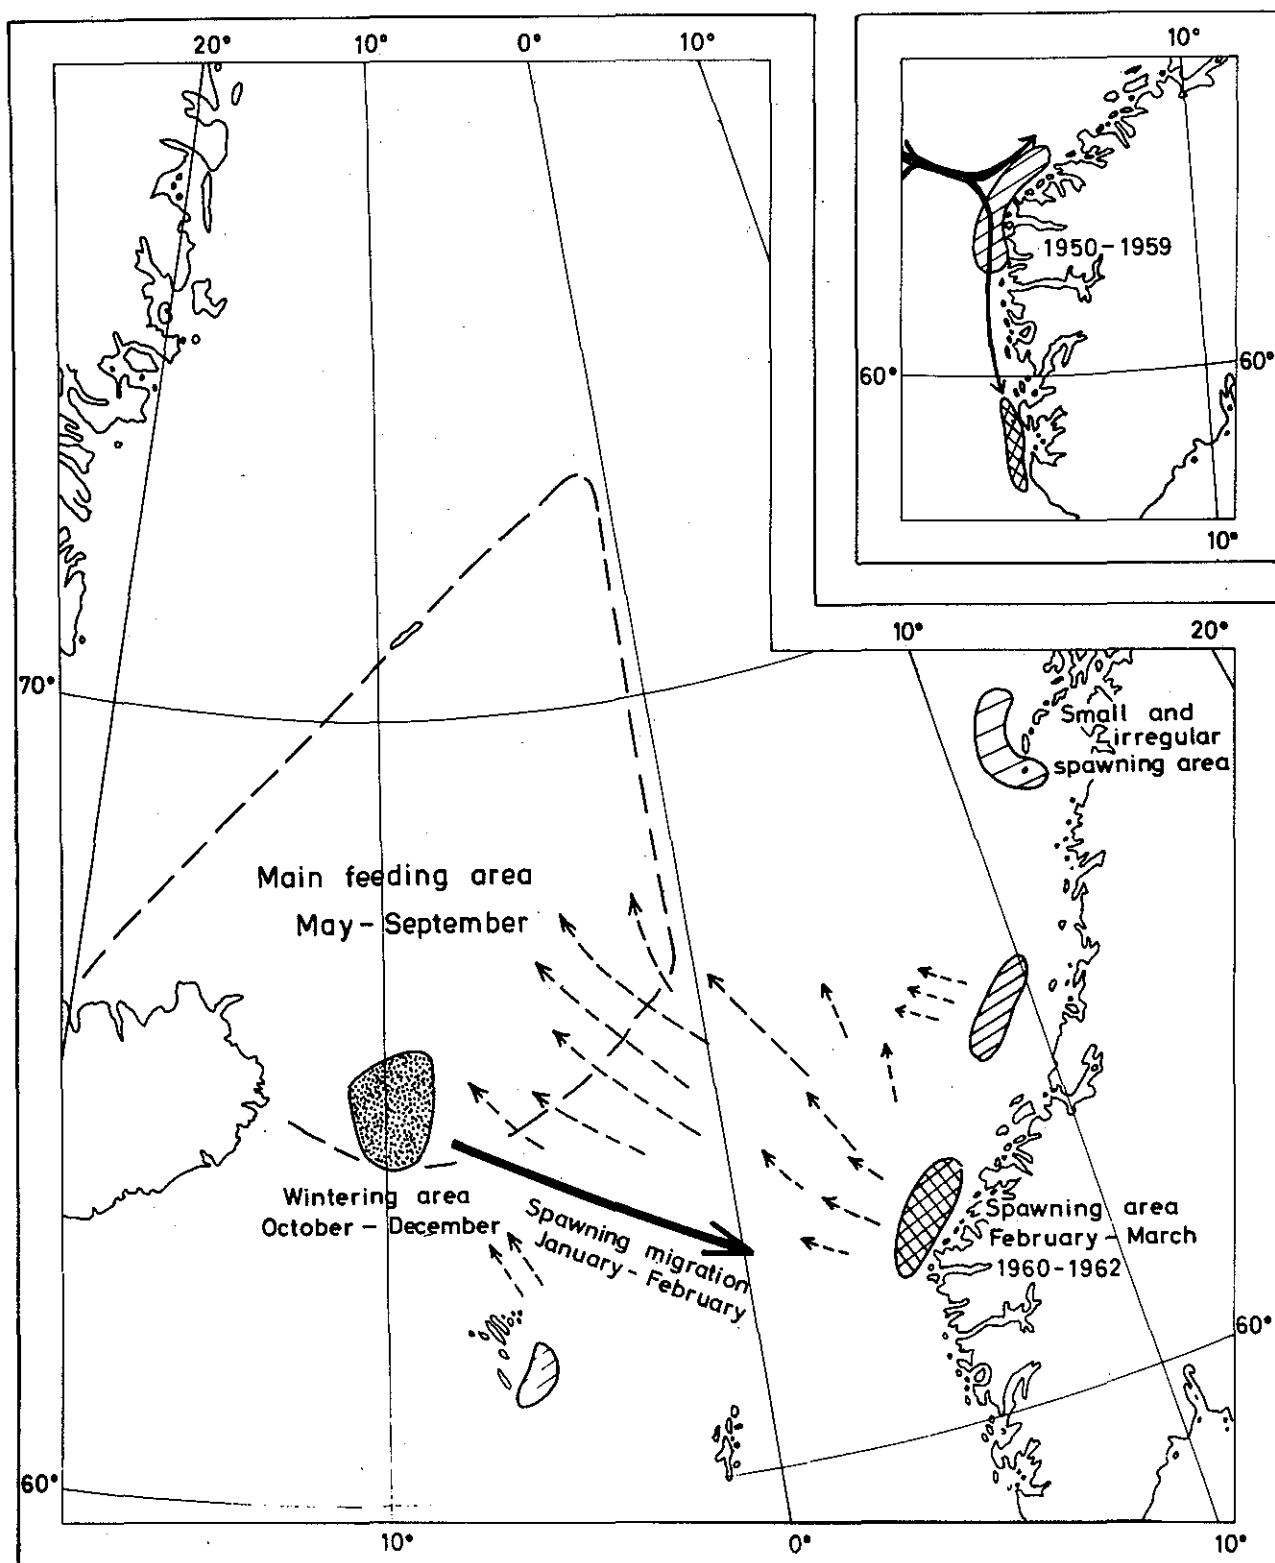 20° 10° 0° 10°
10°
1950-1959
60° 60°
10°
10° 20°
70°
Small and
irregular
spawning area
Main feeding area
May-September
Wintering area
October-December
Spawning migration
January-February
Spawning area
February-March
1960-1962
60°
60°
10° 0° 10°